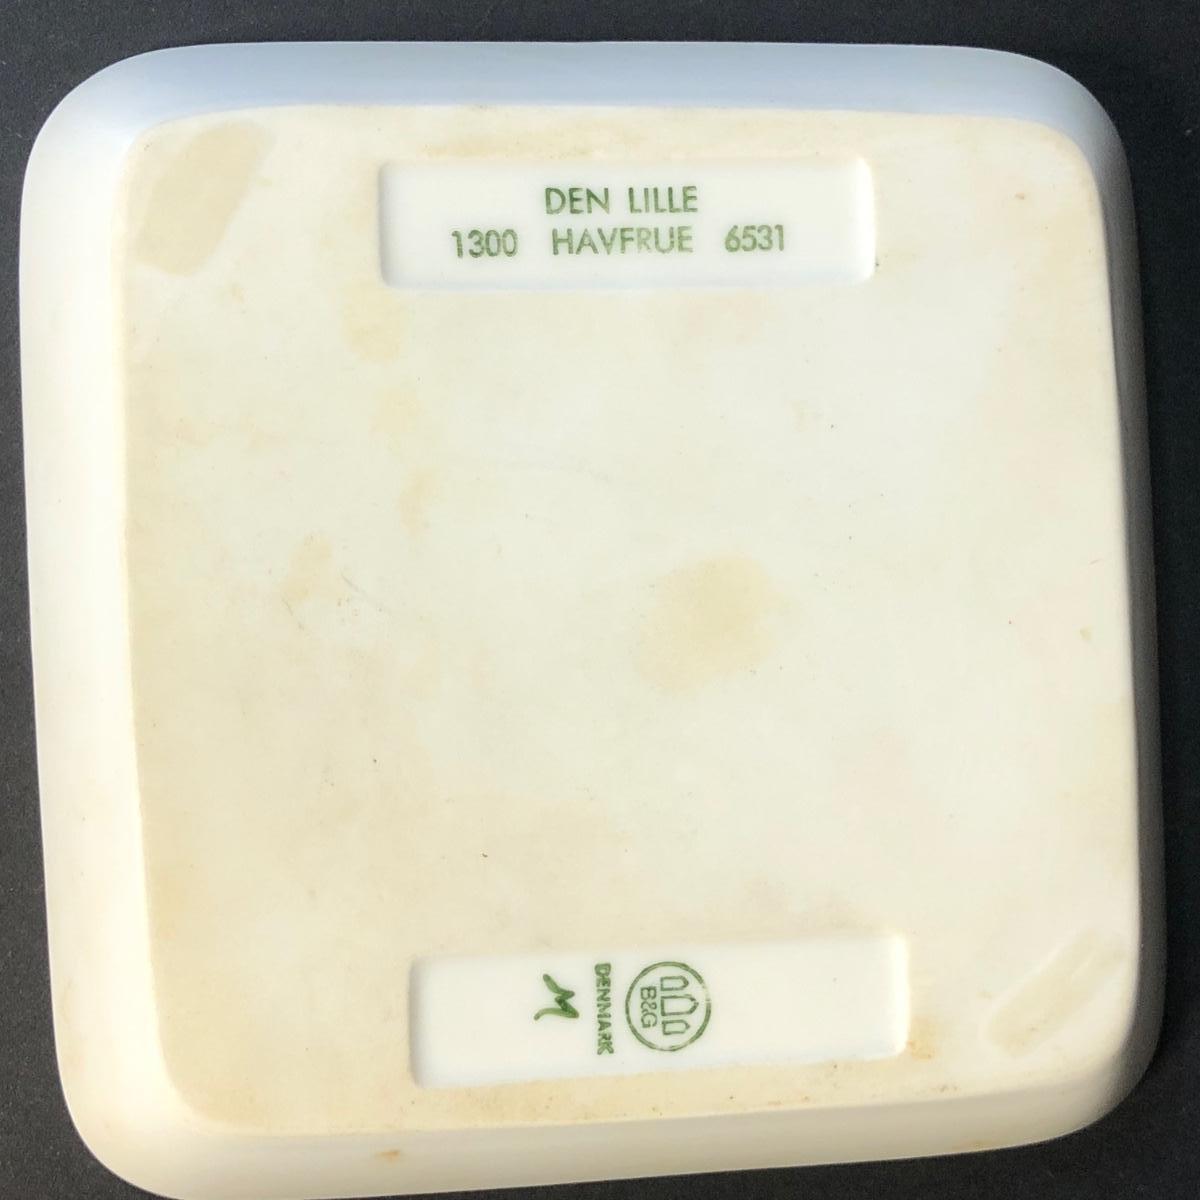 DEN LILLE
1300 HAVFRUE 6531
B&G
DENMARK
M